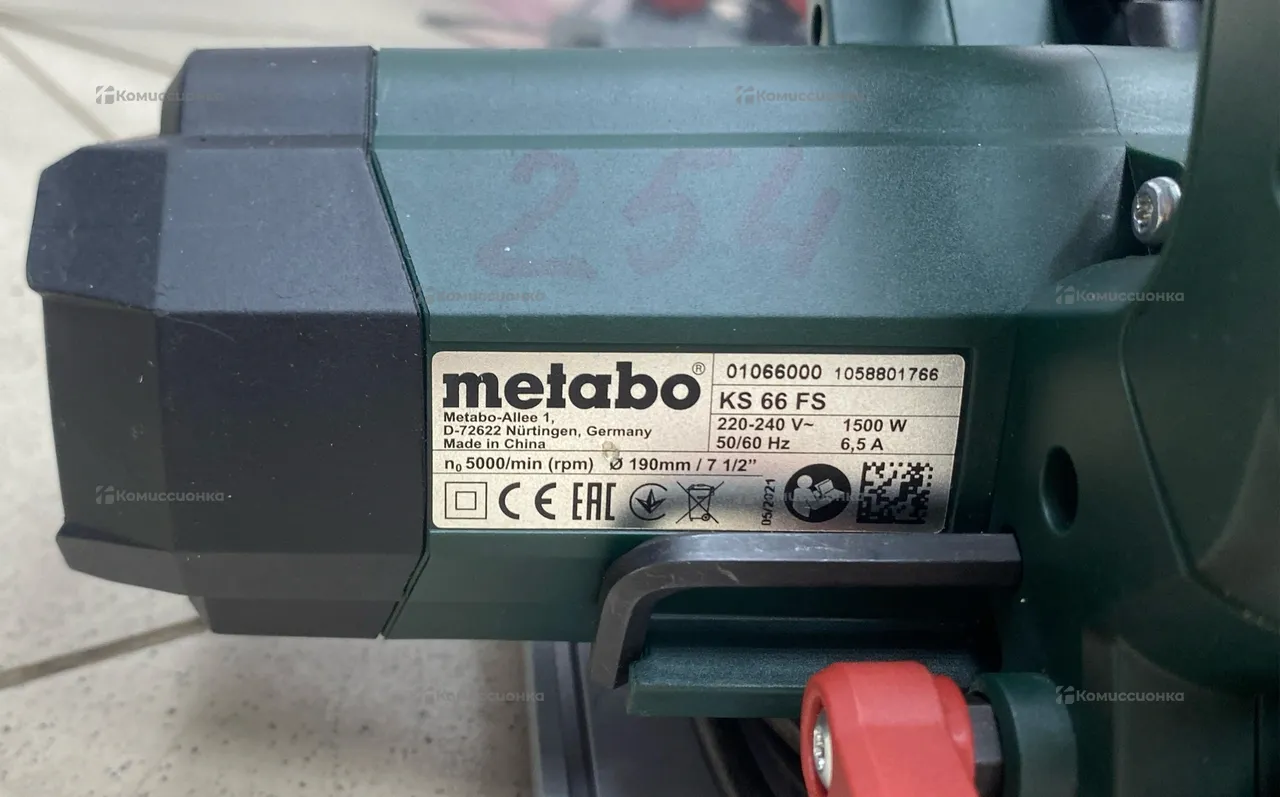 Комиссионка
Комиссионка
254
Комиссионка
Комиссионка
metabo®
Metabo-Allee 1,
D-72622 Nürtingen, Germany
Made in China
01066000 1058801766
KS 66 FS
220-240 V~ 1500 W
50/60 Hz 6,5 A
n₀ 5000/min (rpm) Ø 190mm / 7 1/2”
CE EAC
05/2021
Комиссионка
Комиссионка
Комиссионка
Комиссионка
Комиссионка